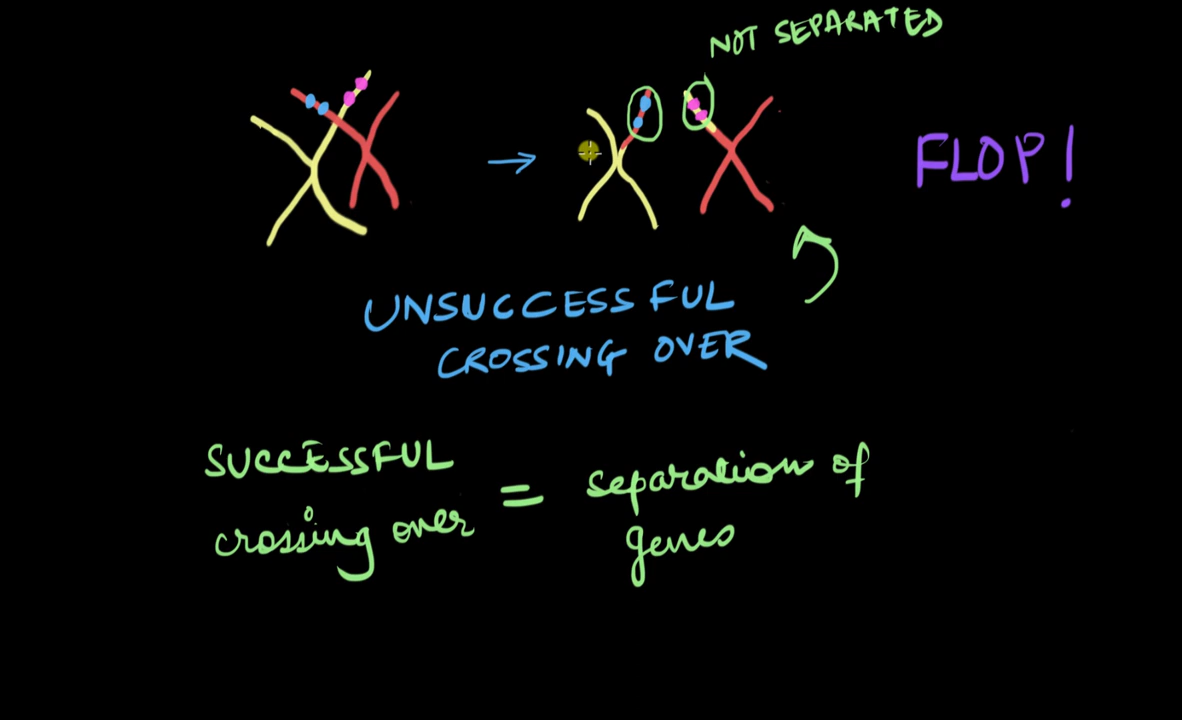 NOT SEPARATED
FLOP!
UNSUCCESSFUL
CROSSING OVER
SUCCESSFUL
crossing over = separation of
genes